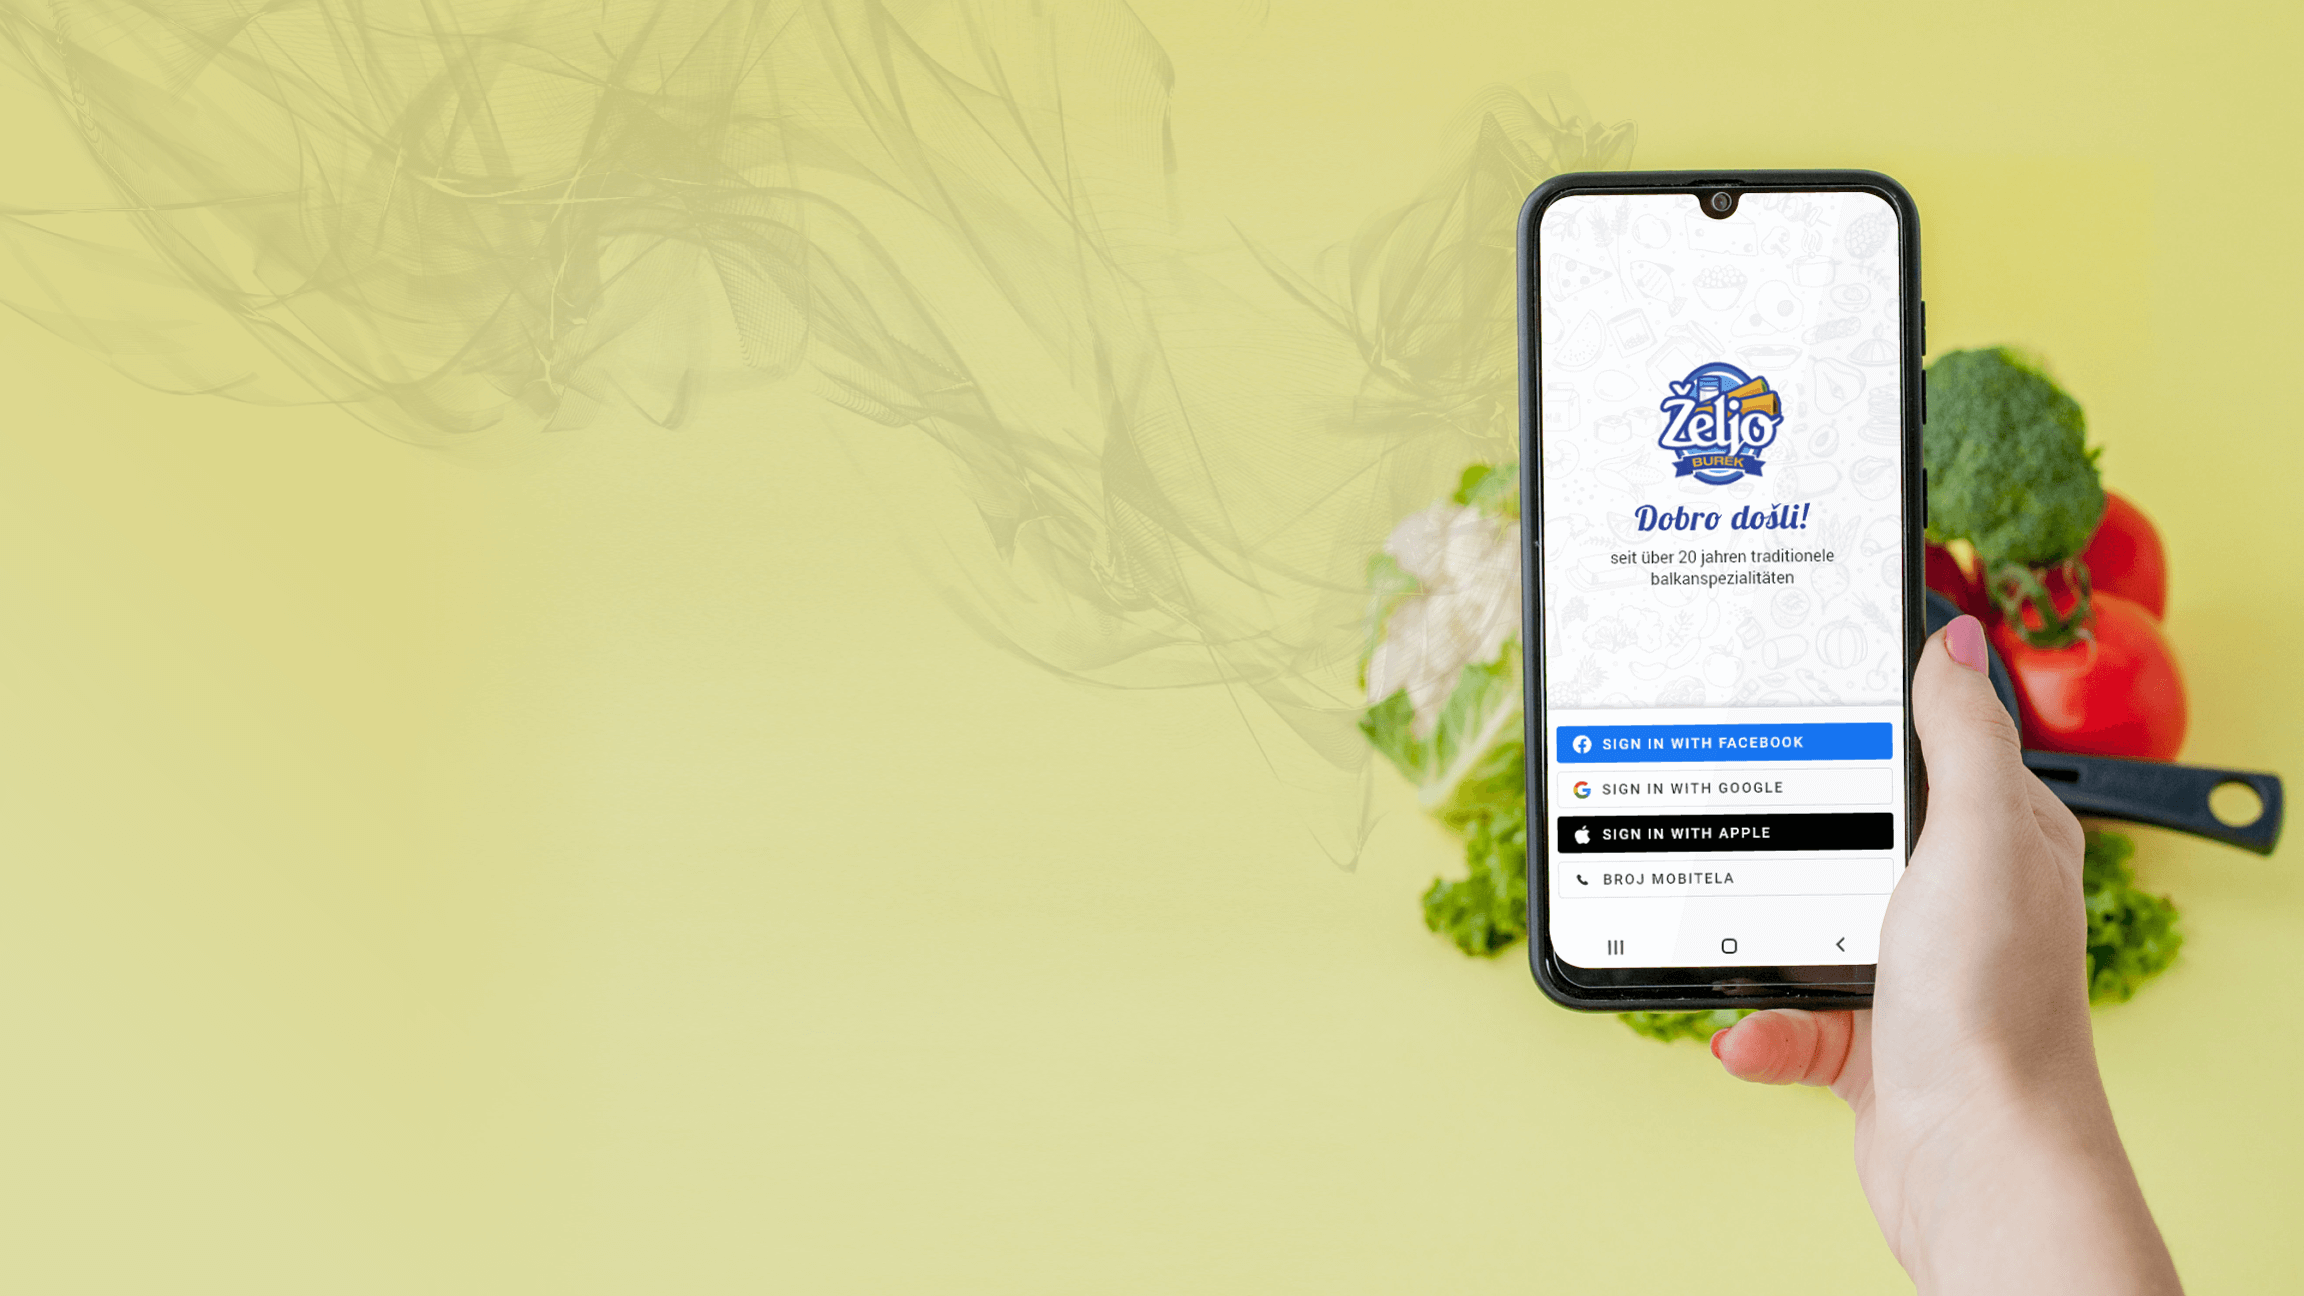 Željo
BUREK
Dobro došli!
seit über 20 jahren traditionele
balkanspezialitäten
SIGN IN WITH FACEBOOK
SIGN IN WITH GOOGLE
SIGN IN WITH APPLE
BROJ MOBITELA